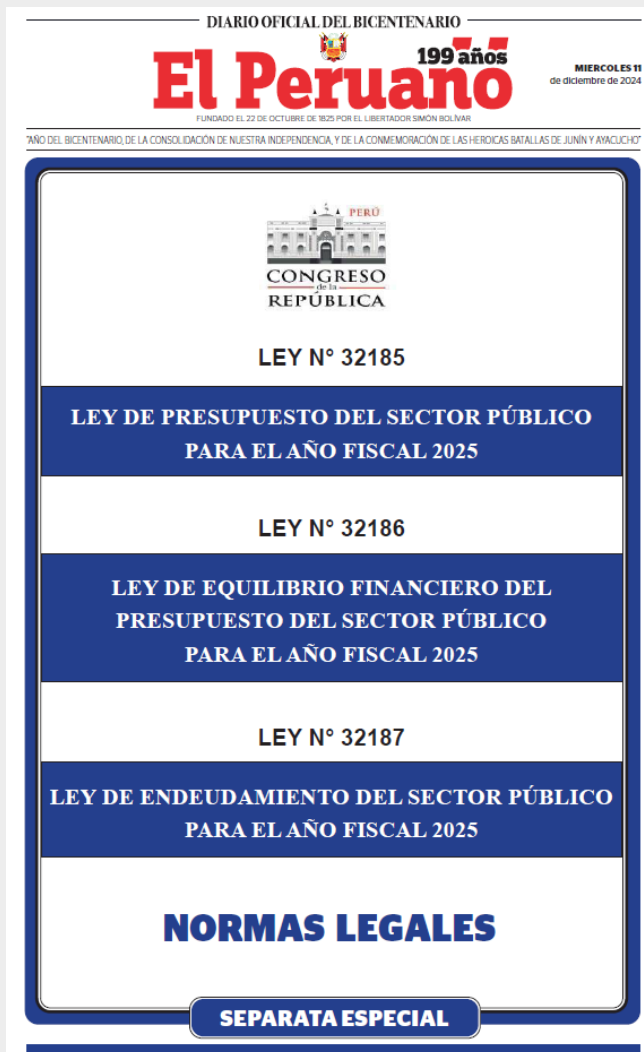 DIARIO OFICIAL DEL BICENTENARIO
El Peruano
199 años
MIERCOLES 11
de diciembre de 2024
FUNDADO EL 22 DE OCTUBRE DE 1825 POR EL LIBERTADOR SIMÓN BOLÍVAR
"AÑO DEL BICENTENARIO, DE LA CONSOLIDACIÓN DE NUESTRA INDEPENDENCIA, Y DE LA CONMEMORACIÓN DE LAS HEROICAS BATALLAS DE JUNÍN Y AYACUCHO"
PERÚ
CONGRESO
de la
REPÚBLICA
LEY N° 32185
LEY DE PRESUPUESTO DEL SECTOR PÚBLICO
PARA EL AÑO FISCAL 2025
LEY N° 32186
LEY DE EQUILIBRIO FINANCIERO DEL
PRESUPUESTO DEL SECTOR PÚBLICO
PARA EL AÑO FISCAL 2025
LEY N° 32187
LEY DE ENDEUDAMIENTO DEL SECTOR PÚBLICO
PARA EL AÑO FISCAL 2025
NORMAS LEGALES
SEPARATA ESPECIAL